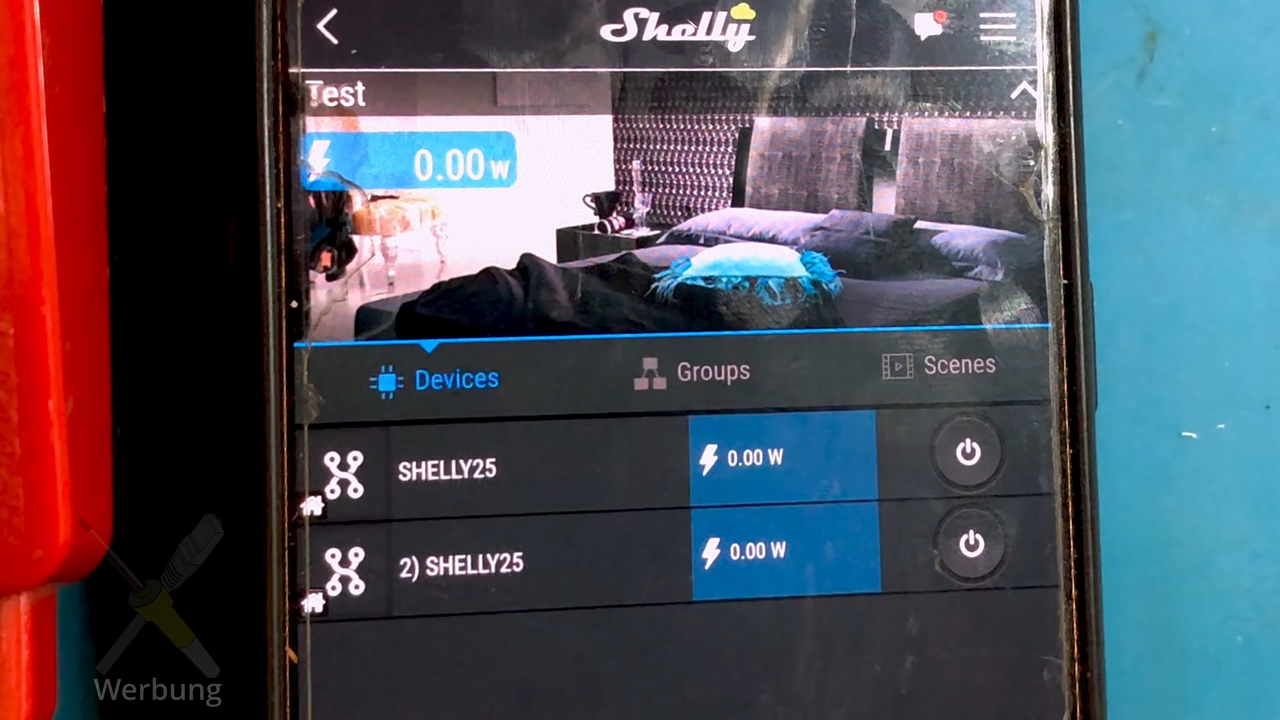 Shelly
Test
0.00 W
Devices
Groups
Scenes
SHELLY25
0.00 W
2) SHELLY25
0.00 W
Werbung